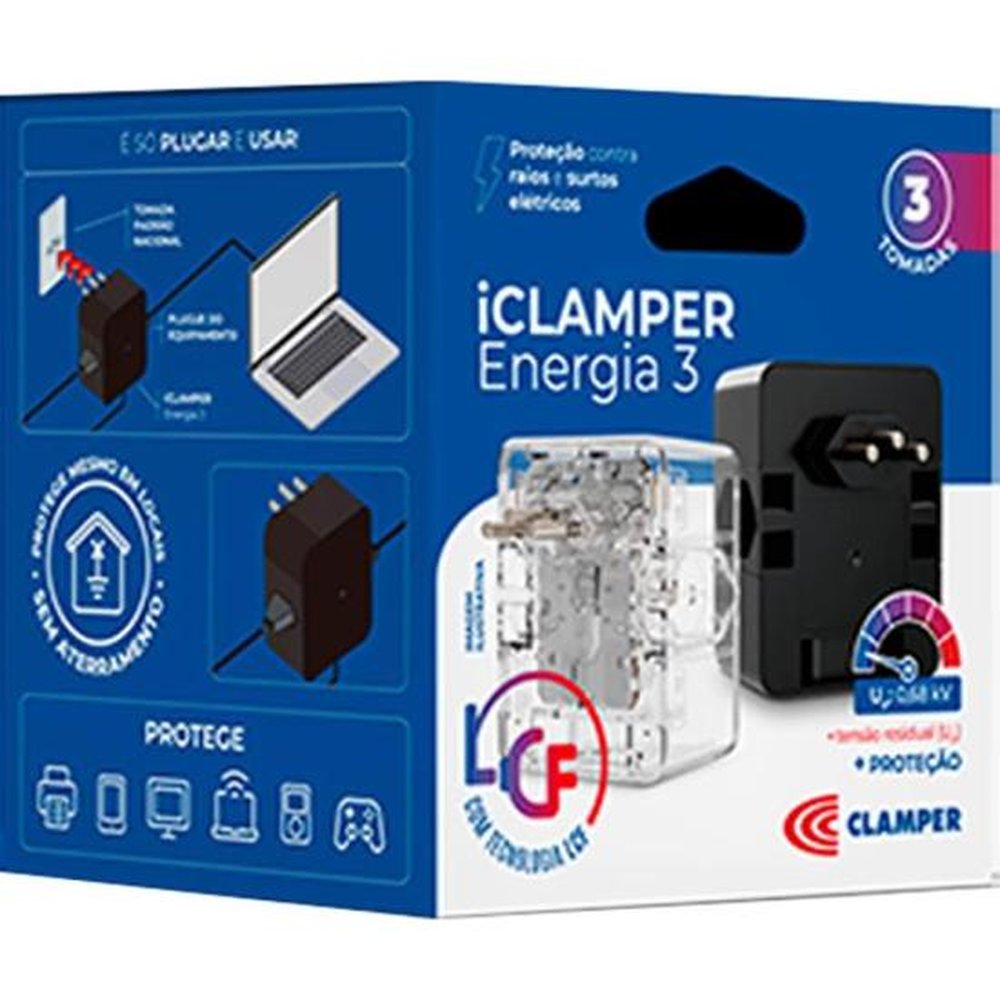 É SÓ PLUGAR E USAR
TOMADA
PADRÃO
NACIONAL
PLUGUE DO
EQUIPAMENTO
iCLAMPER
Energia 3
PROTEGE MESMO EM LOCAIS
SEM ATERRAMENTO
PROTEGE
Proteção contra
raios e surtos
elétricos
3
TOMADAS
iCLAMPER
Energia 3
IMAGEM
ILUSTRATIVA
LCF
COM TECNOLOGIA LCF
- tensão residual (Up)
+ PROTEÇÃO
CLAMPER